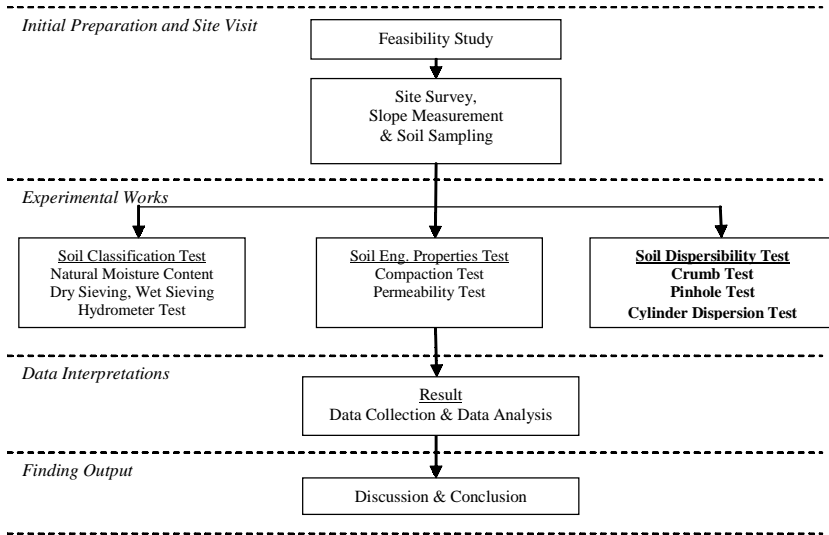 Initial Preparation and Site Visit
Feasibility Study
Site Survey,
Slope Measurement
& Soil Sampling
Experimental Works
Soil Classification Test
Natural Moisture Content
Dry Sieving, Wet Sieving
Hydrometer Test
Soil Eng. Properties Test
Compaction Test
Permeability Test
Soil Dispersibility Test
Crumb Test
Pinhole Test
Cylinder Dispersion Test
Data Interpretations
Result
Data Collection & Data Analysis
Finding Output
Discussion & Conclusion